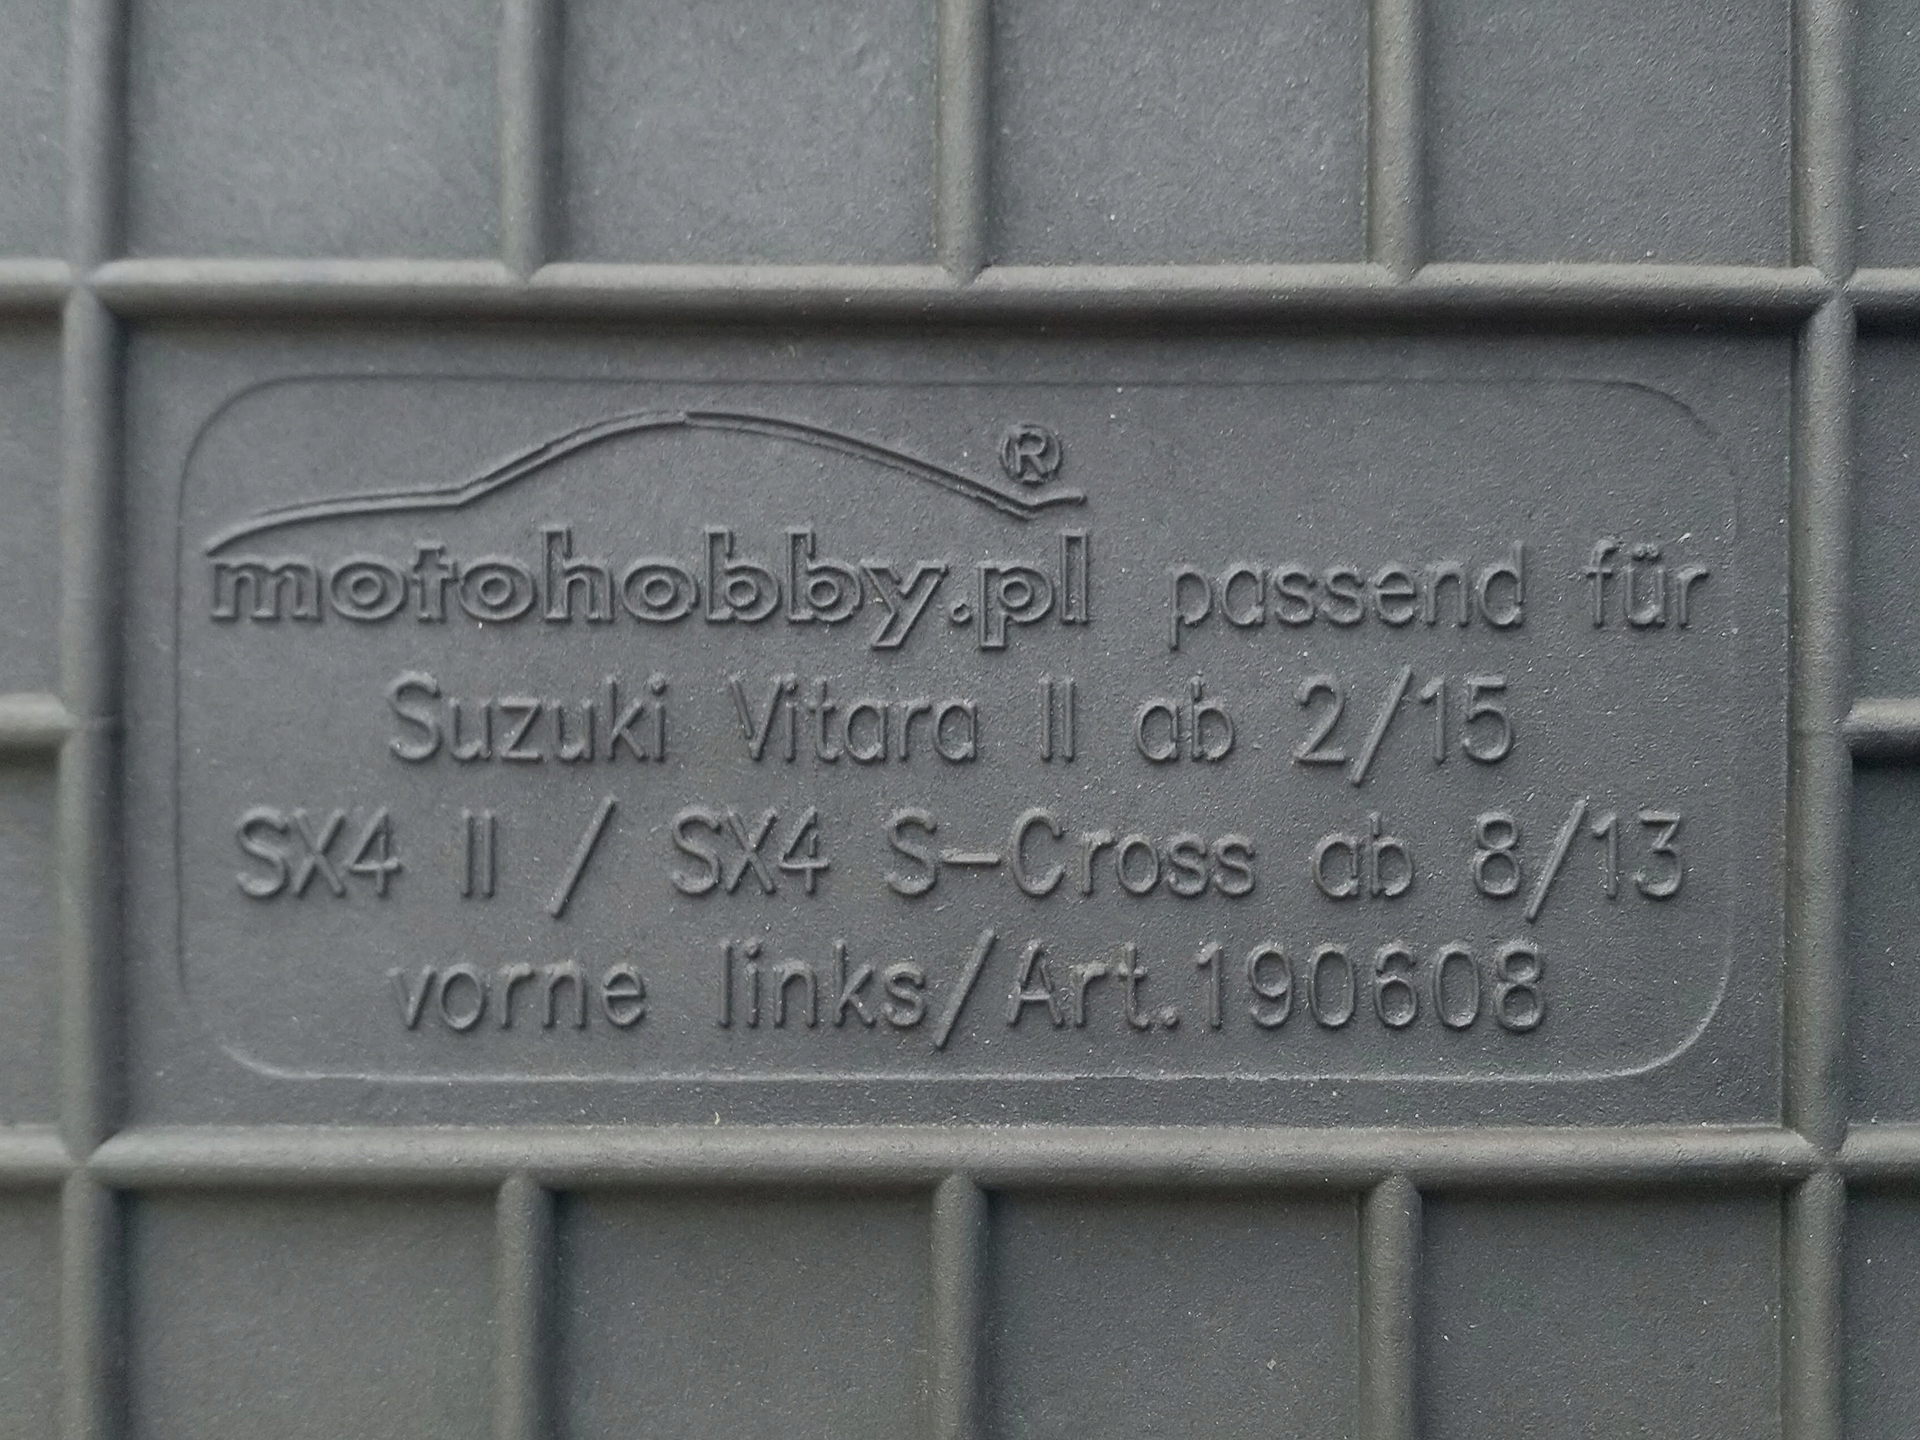 motohobby.pl ® passend für
Suzuki Vitara II ab 2/15
SX4 II / SX4 S-Cross ab 8/13
vorne links/Art.190608